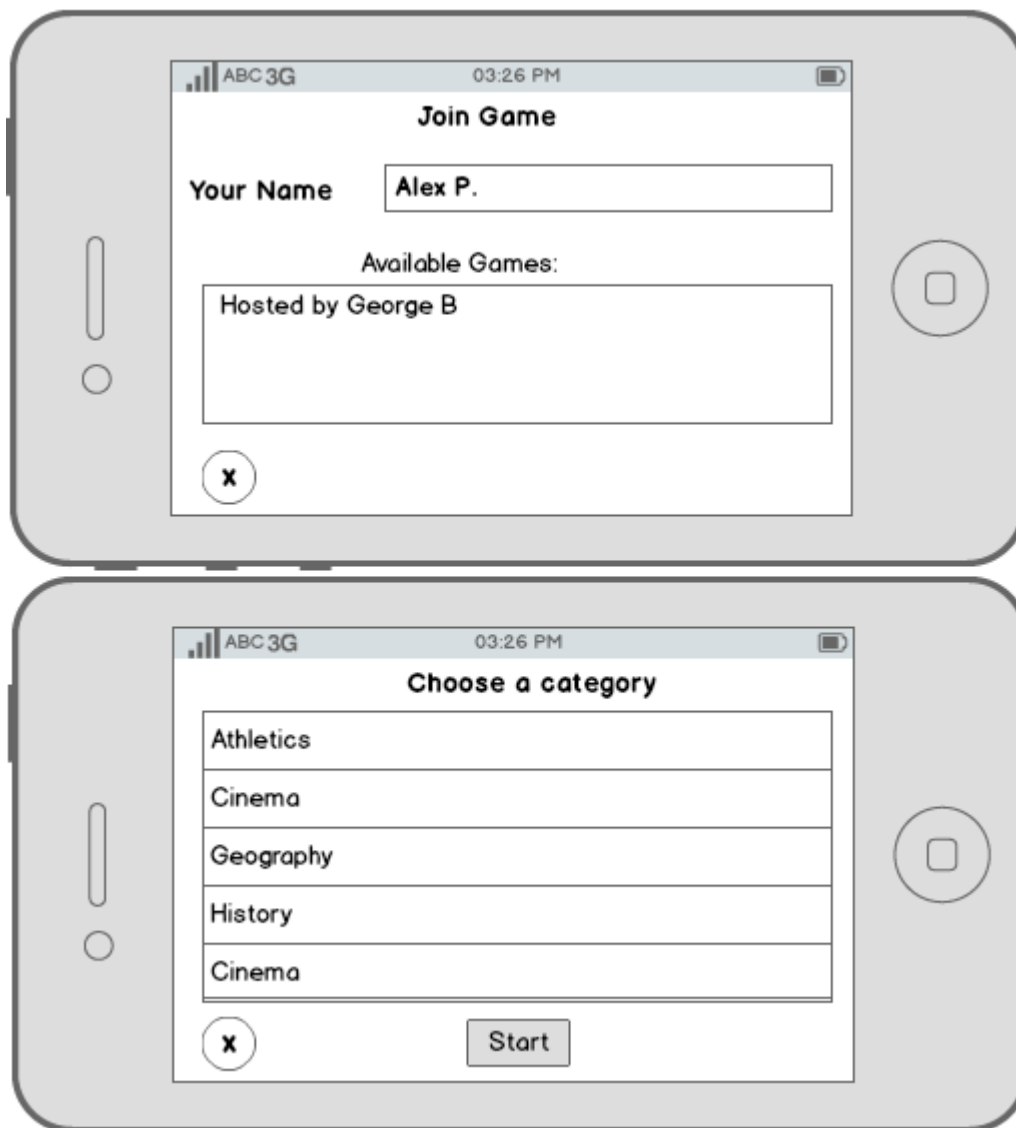 ABC 3G 03:26 PM
Join Game
Your Name Alex P.
Available Games:
Hosted by George B
x
ABC 3G 03:26 PM
Choose a category
Athletics
Cinema
Geography
History
Cinema
x Start